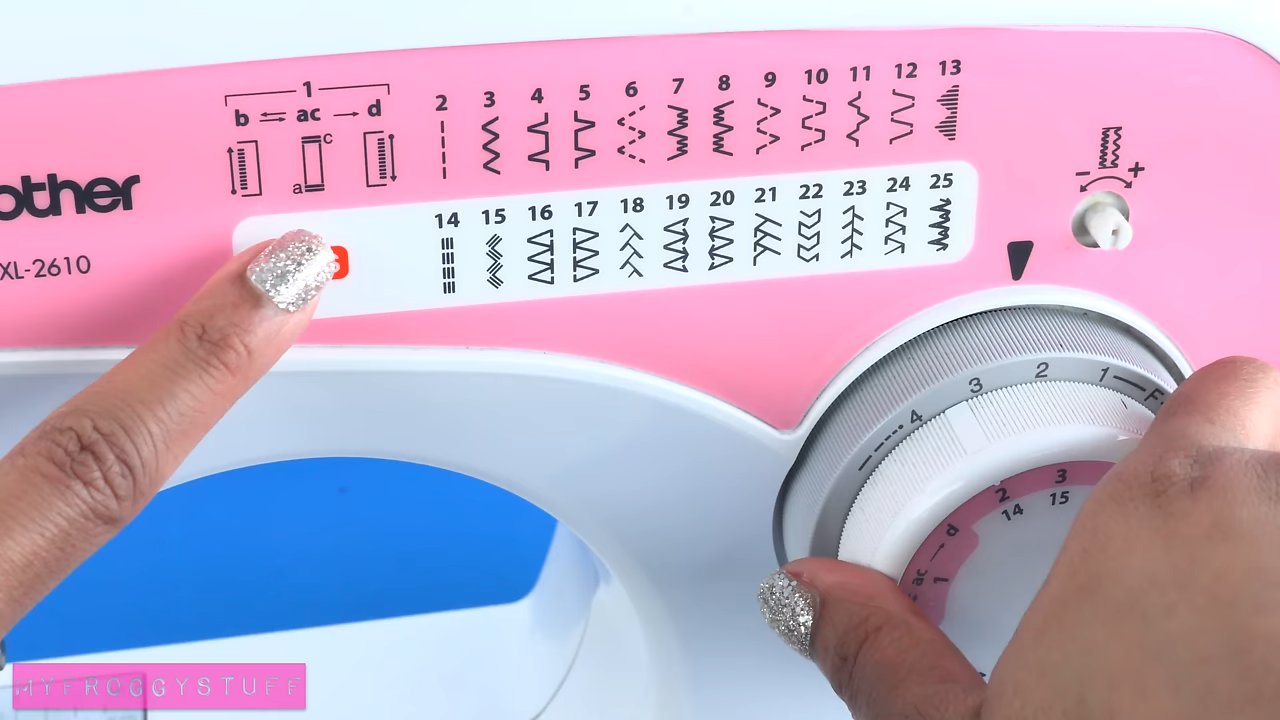 1
b ac d
c
a
2 3 4 5 6 7 8 9 10 11 12 13
other
XL-2610
14 15 16 17 18 19 20 21 22 23 24 25
- +
4 3 2 1 F
ac d 2 3
1 14 15
MYFROGGYSTUFF